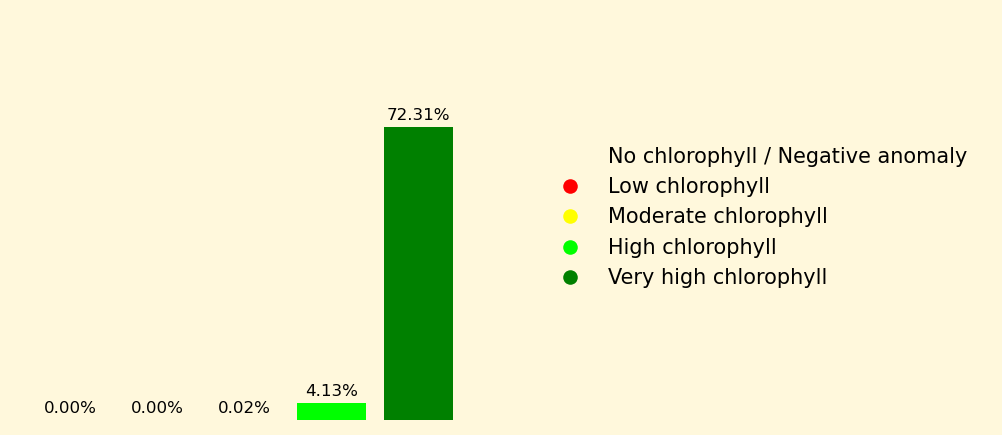 72.31%
No chlorophyll / Negative anomaly
Low chlorophyll
Moderate chlorophyll
High chlorophyll
Very high chlorophyll
4.13%
0.00% 0.00% 0.02%